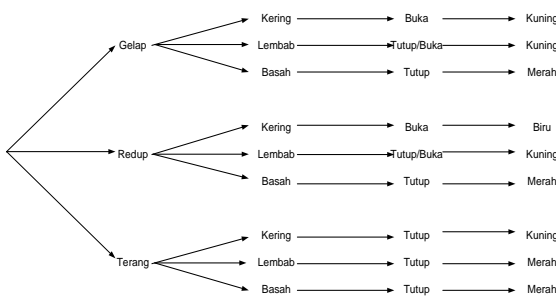 Kering Buka Kuning
Gelap Lembab Tutup/Buka Kuning
Basah Tutup Merah
Kering Buka Biru
Redup Lembab Tutup/Buka Kuning
Basah Tutup Merah
Kering Tutup Kuning
Terang Lembab Tutup Merah
Basah Tutup Merah